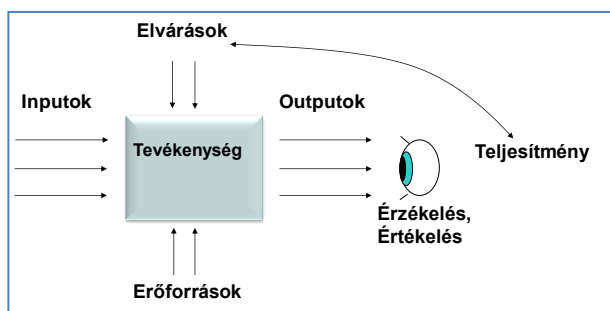 Elvárások
Inputok
Outputok
Tevékenység
Teljesítmény
Érzékelés,
Értékelés
Erőforrások